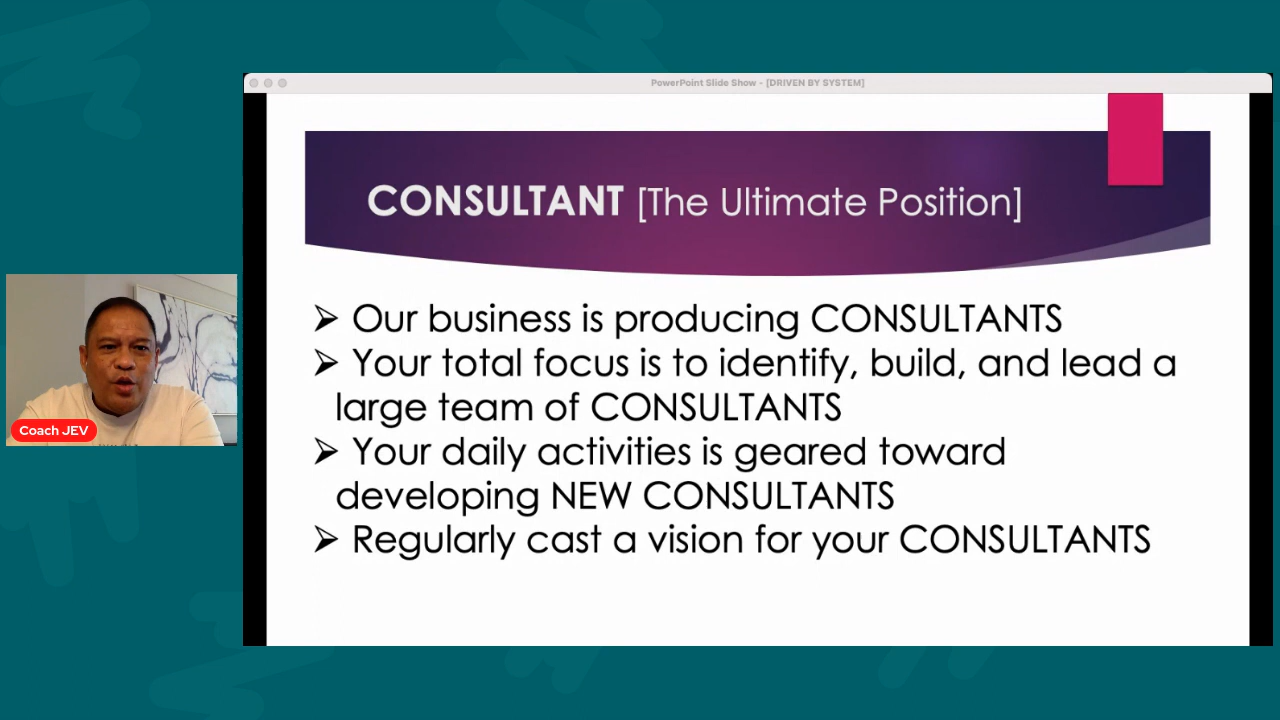 PowerPoint Slide Show - [DRIVEN BY SYSTEM]
CONSULTANT [The Ultimate Position]
➢ Our business is producing CONSULTANTS
➢ Your total focus is to identify, build, and lead a
large team of CONSULTANTS
➢ Your daily activities is geared toward
developing NEW CONSULTANTS
➢ Regularly cast a vision for your CONSULTANTS
Coach JEV